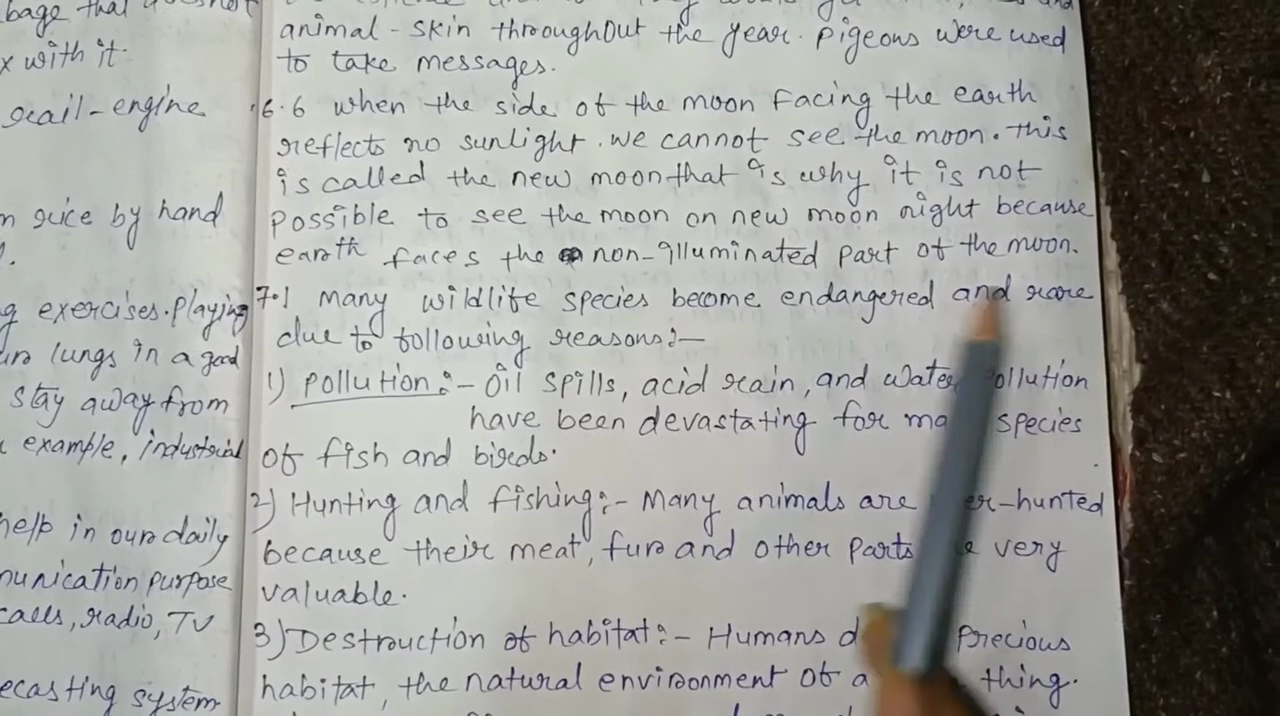 bage that doesnot
x with it.
rail-engine
n rice by hand
g exercises. Playing
lungs in a good
stay away from
example, industrial
help in our daily
munication purpose
calls, radio, TV
ecasting system
animal - skin throughout the year. pigeons were used
to take messages.
6.6 when the side of the moon facing the earth
reflects no sunlight. we cannot see the moon. this
is called the new moon that is why it is not
possible to see the moon on new moon night because
earth faces the non-illuminated part of the moon.
7.1 many wildlife species become endangered and rare
due to following reasons:-
1) pollution:- Oil spills, acid rain, and water ollution
have been devastating for ma species
of fish and birds.
2) Hunting and fishing:- Many animals are er-hunted
because their meat, fur and other parts e very
valuable.
3) Destruction of habitat:- Humans d precious
habitat, the natural environment of a thing.